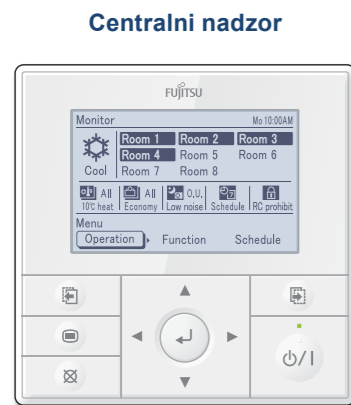 Centralni nadzor
FUJITSU
Monitor Mo 10:00AM
Room 1 Room 2 Room 3
Room 4 Room 5 Room 6
Cool Room 7 Room 8
All All O.U.
10℃ heat Economy Low noise Schedule RC prohibit
Menu
Operation Function Schedule